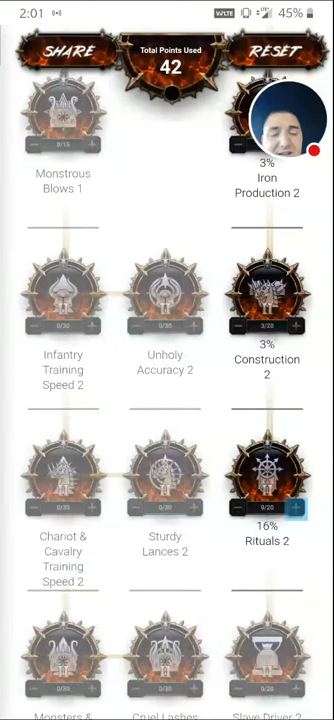 2:01
VoLTE
LTE
45%
SHARE
Total Points Used
42
RESET
0/15
Monstrous
Blows 1
3%
Iron
Production 2
0/30
0/30
3/20
Infantry
Training
Speed 2
Unholy
Accuracy 2
3%
Construction
2
0/30
0/30
9/20
Chariot &
Cavalry
Training
Speed 2
Sturdy
Lances 2
16%
Rituals 2
0/30
0/30
0/20
Monsters &
Cruel Lashes
Slave Driver 2